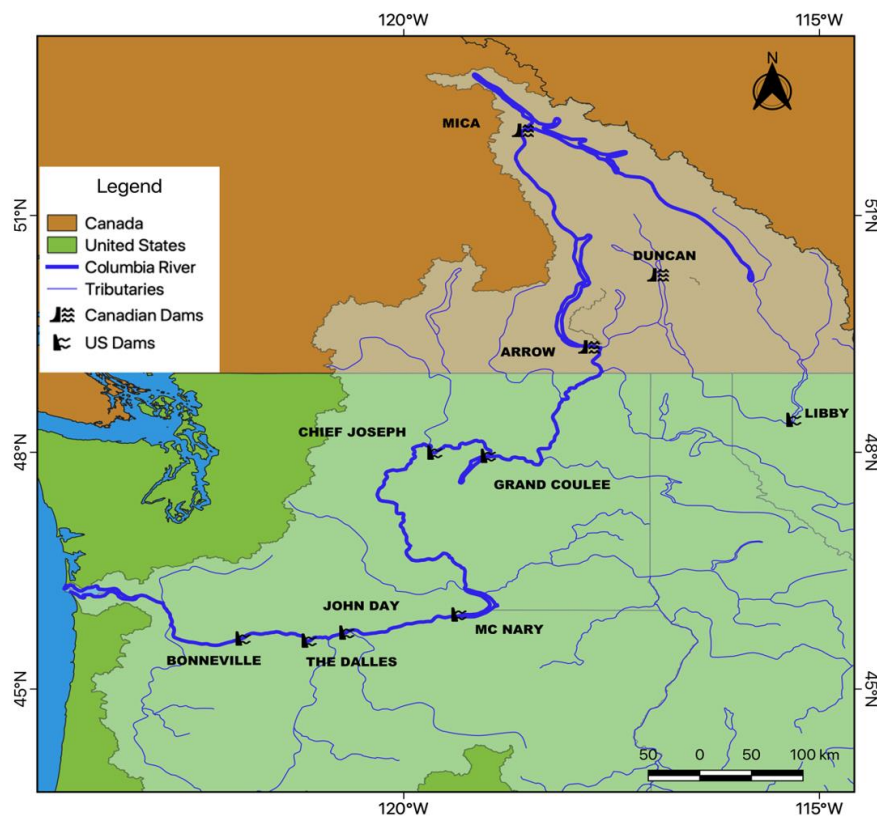 120°W
115°W
N
MICA
Legend
Canada
United States
Columbia River
Tributaries
Canadian Dams
US Dams
51°N
51°N
DUNCAN
ARROW
LIBBY
CHIEF JOSEPH
48°N
48°N
GRAND COULEE
JOHN DAY
MC NARY
BONNEVILLE
THE DALLES
45°N
45°N
50 0 50 100 km
120°W
115°W